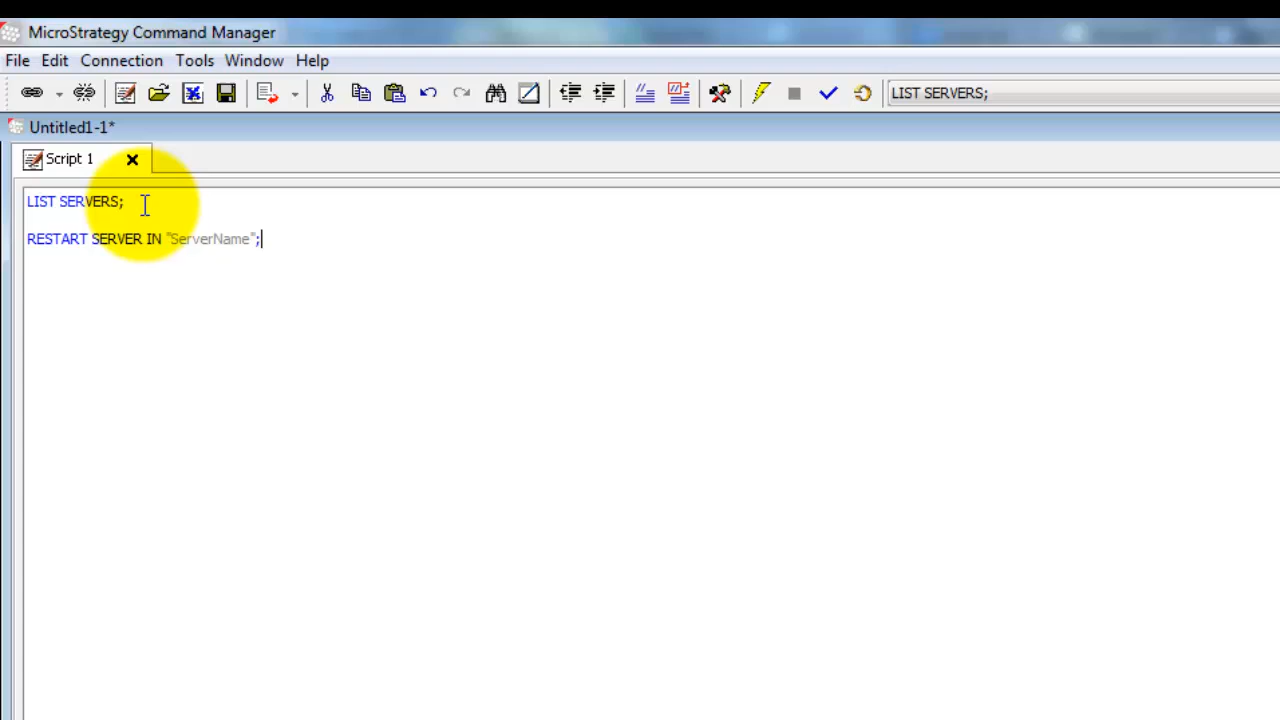 MicroStrategy Command Manager
File Edit Connection Tools Window Help
LIST SERVERS;
Untitled1-1*
Script 1
LIST SERVERS;
RESTART SERVER IN "ServerName";